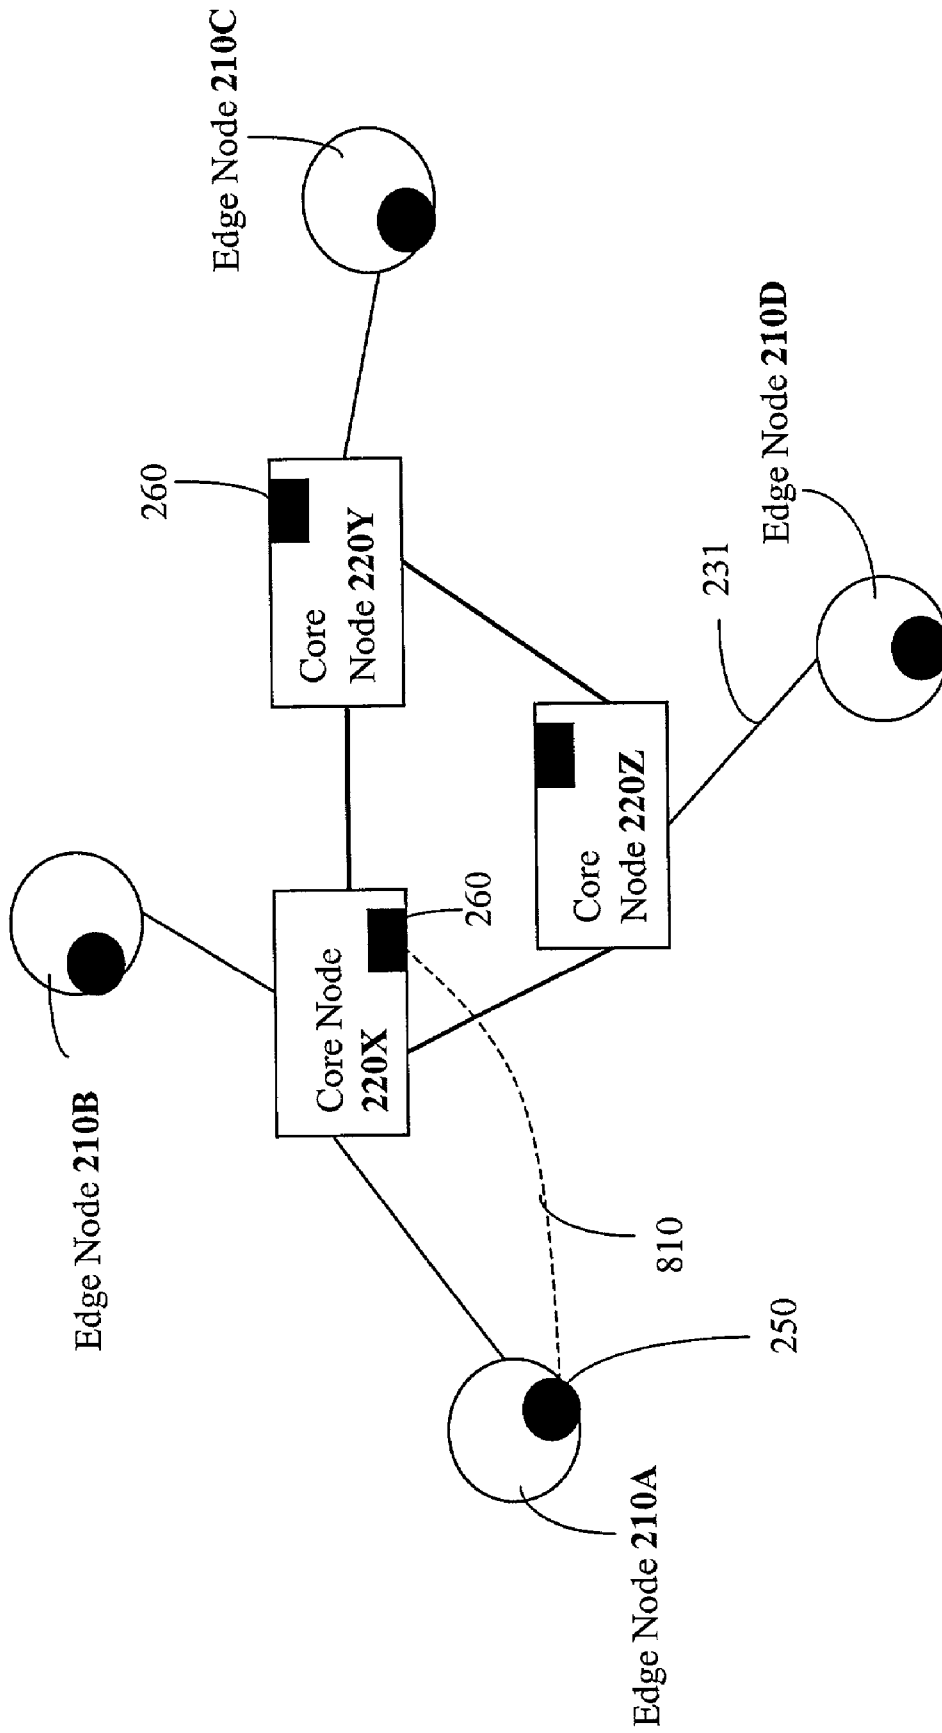 Edge Node 210B
Edge Node 210C
260
Core Node
220X
Core
Node 220Y
260
Edge Node 210A
250
810
Core
Node 220Z
231
Edge Node 210D